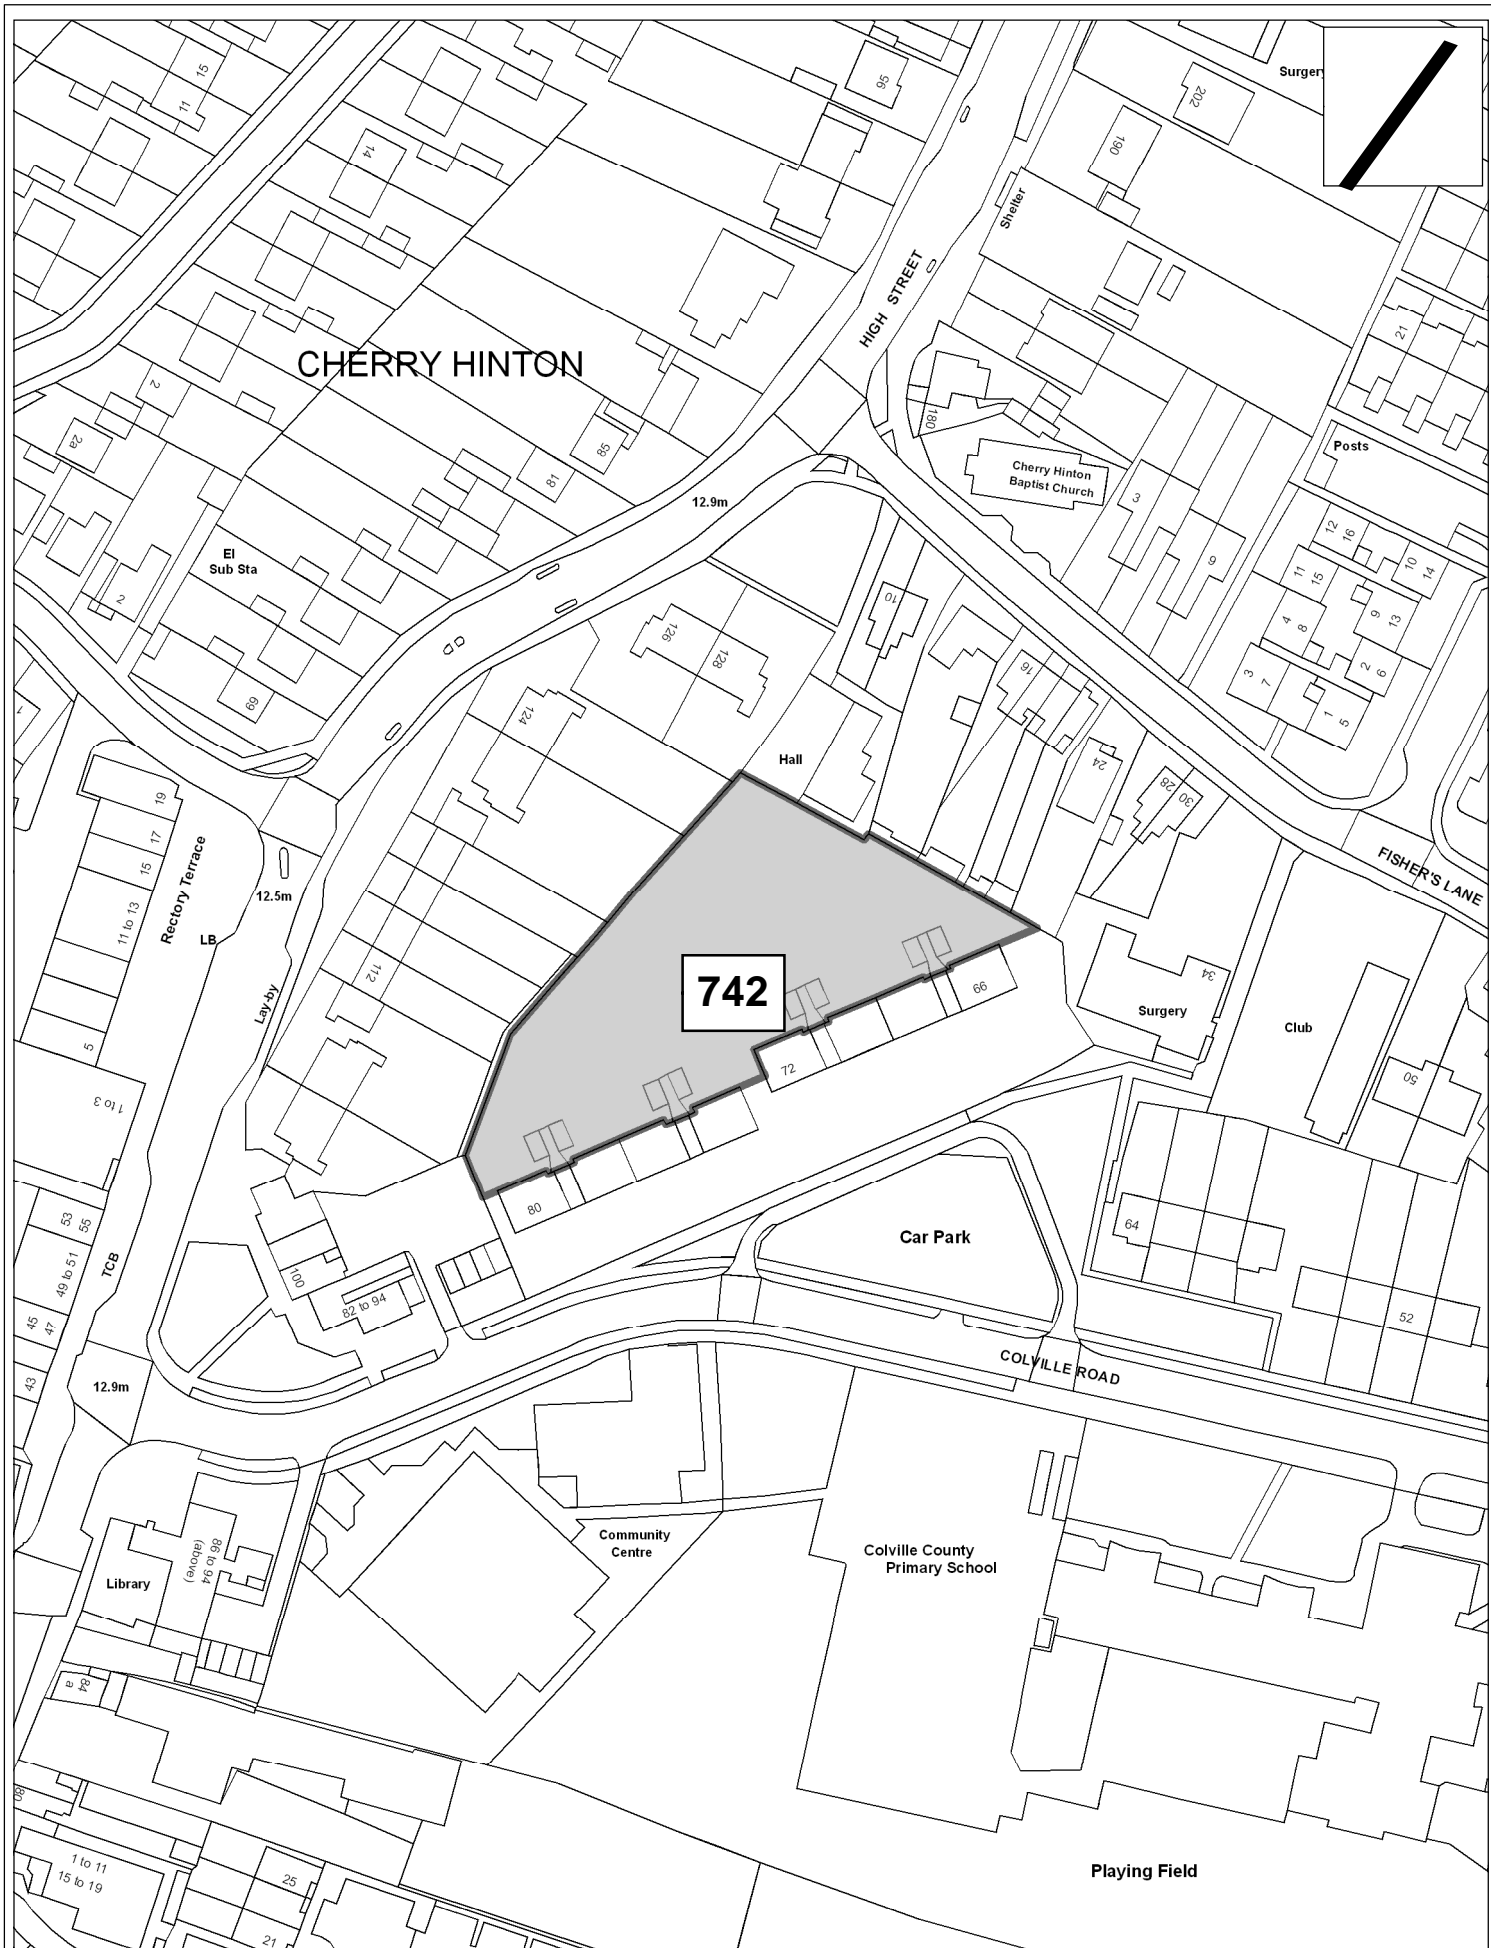 15
11
95
202
Surgery
190
14
Shelter
HIGH STREET
21
CHERRY HINTON
2
2a
85
81
180
Cherry Hinton
Baptist Church
Posts
3
9
12.9m
El
Sub Sta
2
10
12
16
11
15
10
14
4
8
9
13
126
128
16
3
7
2
6
1
5
69
1
124
Hall
24
28
30
19
17
15
11 to 13
5
Rectory Terrace
12.5m
LB
Lay-by
112
FISHER'S LANE
742
66
72
80
34
Surgery
Club
50
1 to 3
53
55
49 to 51
TCB
45
47
43
100
82 to 94
Car Park
64
52
COLVILLE ROAD
12.9m
Community
Centre
Colville County
Primary School
86 to 94
(above)
Library
84
a
80
1 to 11
15 to 19
25
21
Playing Field